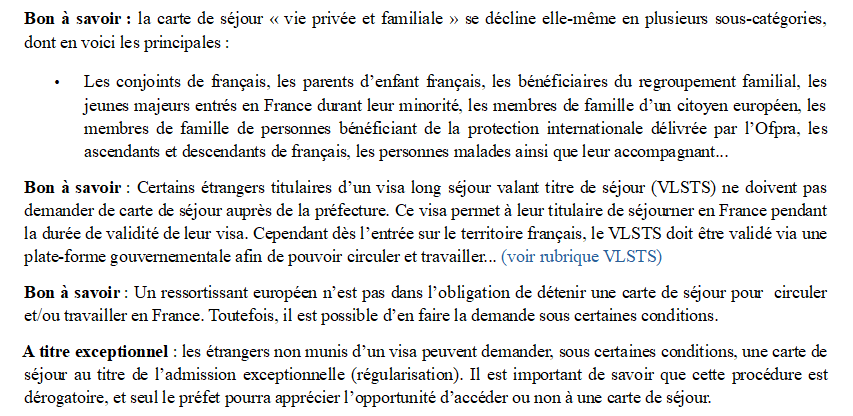 Bon à savoir : la carte de séjour « vie privée et familiale » se décline elle-même en plusieurs sous-catégories,
dont en voici les principales :
• Les conjoints de français, les parents d’enfant français, les bénéficiaires du regroupement familial, les
jeunes majeurs entrés en France durant leur minorité, les membres de famille d’un citoyen européen, les
membres de famille de personnes bénéficiant de la protection internationale délivrée par l’Ofpra, les
ascendants et descendants de français, les personnes malades ainsi que leur accompagnant...
Bon à savoir : Certains étrangers titulaires d’un visa long séjour valant titre de séjour (VLSTS) ne doivent pas
demander de carte de séjour auprès de la préfecture. Ce visa permet à leur titulaire de séjourner en France pendant
la durée de validité de leur visa. Cependant dès l’entrée sur le territoire français, le VLSTS doit être validé via une
plate-forme gouvernementale afin de pouvoir circuler et travailler... (voir rubrique VLSTS)
Bon à savoir : Un ressortissant européen n’est pas dans l’obligation de détenir une carte de séjour pour circuler
et/ou travailler en France. Toutefois, il est possible d’en faire la demande sous certaines conditions.
A titre exceptionnel : les étrangers non munis d’un visa peuvent demander, sous certaines conditions, une carte de
séjour au titre de l’admission exceptionnelle (régularisation). Il est important de savoir que cette procédure est
dérogatoire, et seul le préfet pourra apprécier l’opportunité d’accéder ou non à une carte de séjour.